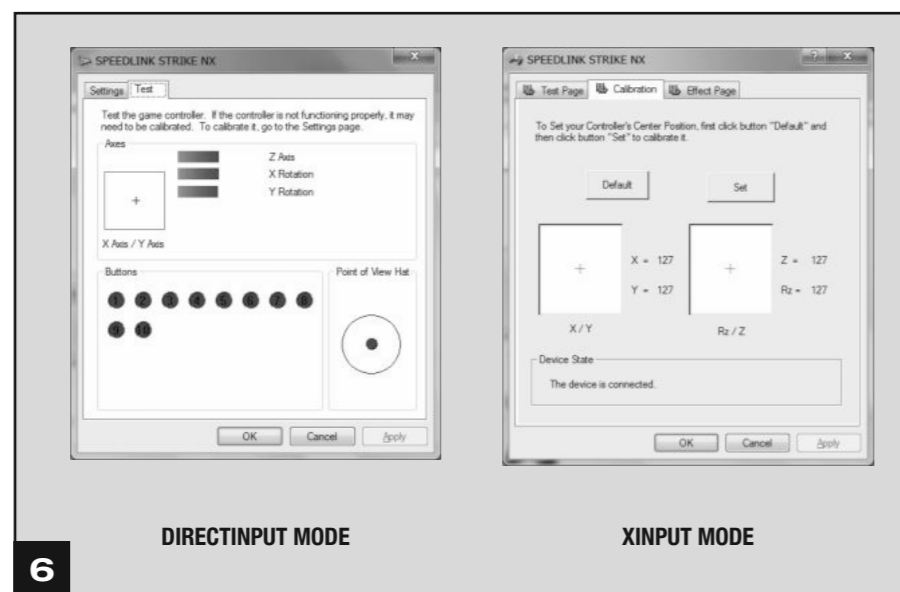 SPEEDLINK STRIKE NX
Settings Test
Test the game controller. If the controller is not functioning properly, it may
need to be calibrated. To calibrate it, go to the Settings page.
Axes
Z Axis
X Rotation
Y Rotation
X Axis / Y Axis
Buttons
1 2 3 4 5 6 7 8
9 10
Point of View Hat
OK Cancel Apply
DIRECTINPUT MODE
SPEEDLINK STRIKE NX
Test Page Calibration Effect Page
To Set your Controller's Center Position, first click button "Default" and
then click button "Set" to calibrate it.
Default Set
X = 127
Y = 127
X / Y
Z = 127
Rz = 127
Rz / Z
Device State
The device is connected.
OK Cancel Apply
XINPUT MODE
6